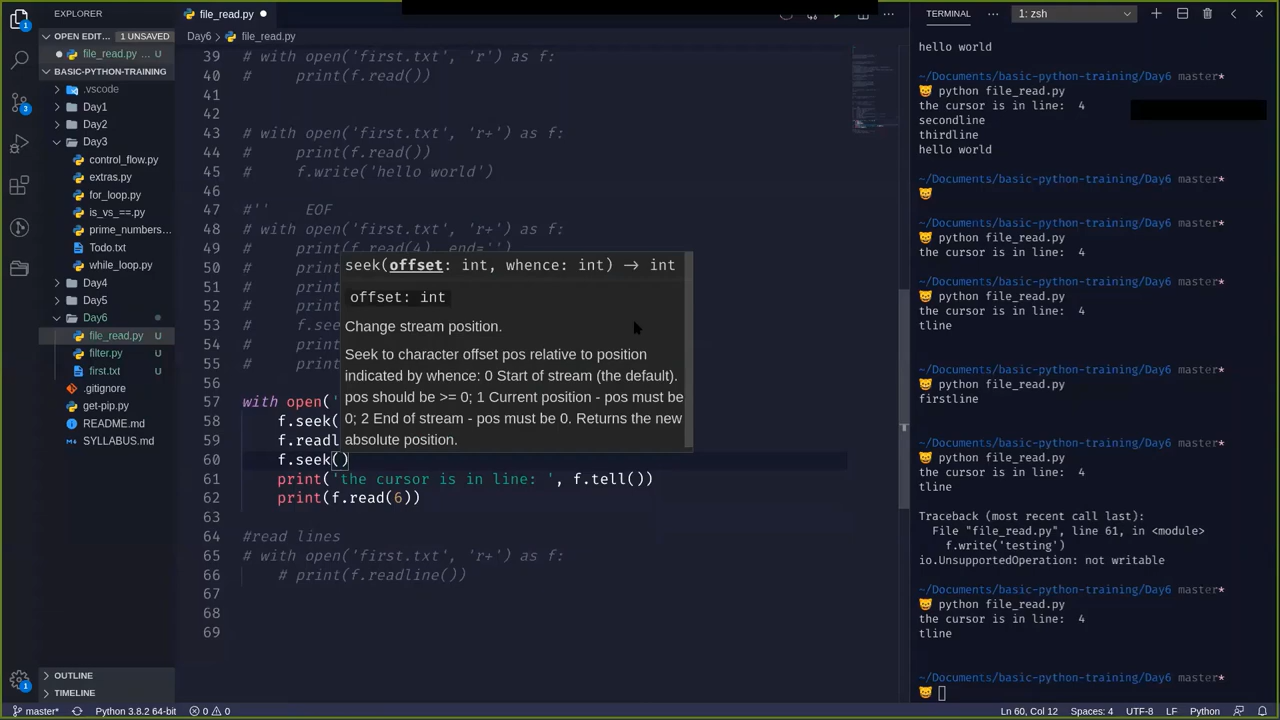 EXPLORER
OPEN EDIT... 1 UNSAVED
file_read.py ...
BASIC-PYTHON-TRAINING
.vscode
Day1
Day2
Day3
control_flow.py
extras.py
for_loop.py
is_vs_==.py
prime_numbers...
Todo.txt
while_loop.py
Day4
Day5
Day6
file_read.py U
filter.py U
first.txt U
.gitignore
get-pip.py
README.md
SYLLABUS.md
OUTLINE
TIMELINE
1
3
1
file_read.py
Day6 > file_read.py
39 # with open('first.txt', 'r') as f:
40 #     print(f.read())
41
42
43 # with open('first.txt', 'r+') as f:
44 #     print(f.read())
45 #     f.write('hello world')
46
47 #''    EOF
48 # with open('first.txt', 'r+') as f:
49 #     print(f.read(4), end='')
50 #     print
51 #     print
52 #     print
53 #     f.see
54 #     print
55 #     print
56
57 with open('
58 f.seek(
59 f.readl
60 f.seek()
61 print('the cursor is in line: ', f.tell())
62 print(f.read(6))
63
64 #read lines
65 # with open('first.txt', 'r+') as f:
66 # print(f.readline())
67
68
69
seek(offset: int, whence: int) -> int
offset: int
Change stream position.
Seek to character offset pos relative to position
indicated by whence: 0 Start of stream (the default).
pos should be >= 0; 1 Current position - pos must be
0; 2 End of stream - pos must be 0. Returns the new
absolute position.
TERMINAL ... 1: zsh
hello world
~/Documents/basic-python-training/Day6 master*
python file_read.py
the cursor is in line:  4
secondline
thirdline
hello world
~/Documents/basic-python-training/Day6 master*
~/Documents/basic-python-training/Day6 master*
python file_read.py
the cursor is in line:  4
~/Documents/basic-python-training/Day6 master*
python file_read.py
the cursor is in line:  4
tline
~/Documents/basic-python-training/Day6 master*
python file_read.py
firstline
~/Documents/basic-python-training/Day6 master*
python file_read.py
the cursor is in line:  4
tline
Traceback (most recent call last):
File "file_read.py", line 61, in <module>
f.write('testing')
io.UnsupportedOperation: not writable
~/Documents/basic-python-training/Day6 master*
python file_read.py
the cursor is in line:  4
tline
~/Documents/basic-python-training/Day6 master*
master* Python 3.8.2 64-bit 0 0 Ln 60, Col 12 Spaces: 4 UTF-8 LF Python